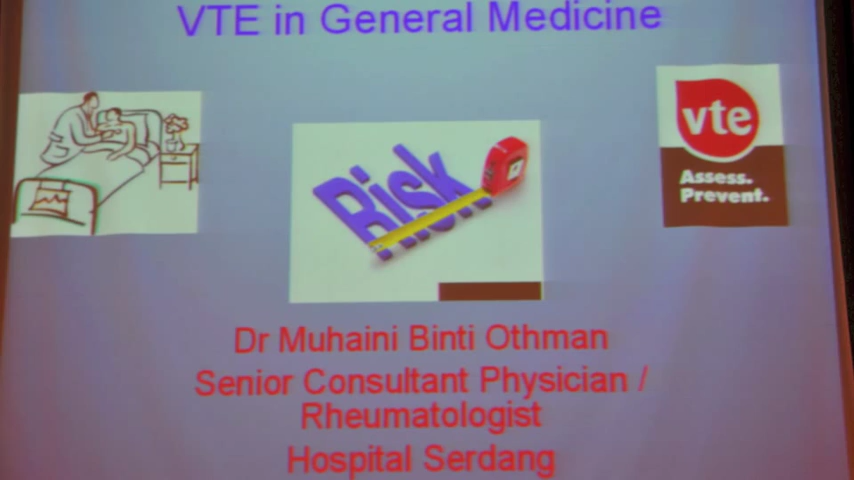 VTE in General Medicine
Risk
vte
Assess.
Prevent.
Dr Muhaini Binti Othman
Senior Consultant Physician /
Rheumatologist
Hospital Serdang